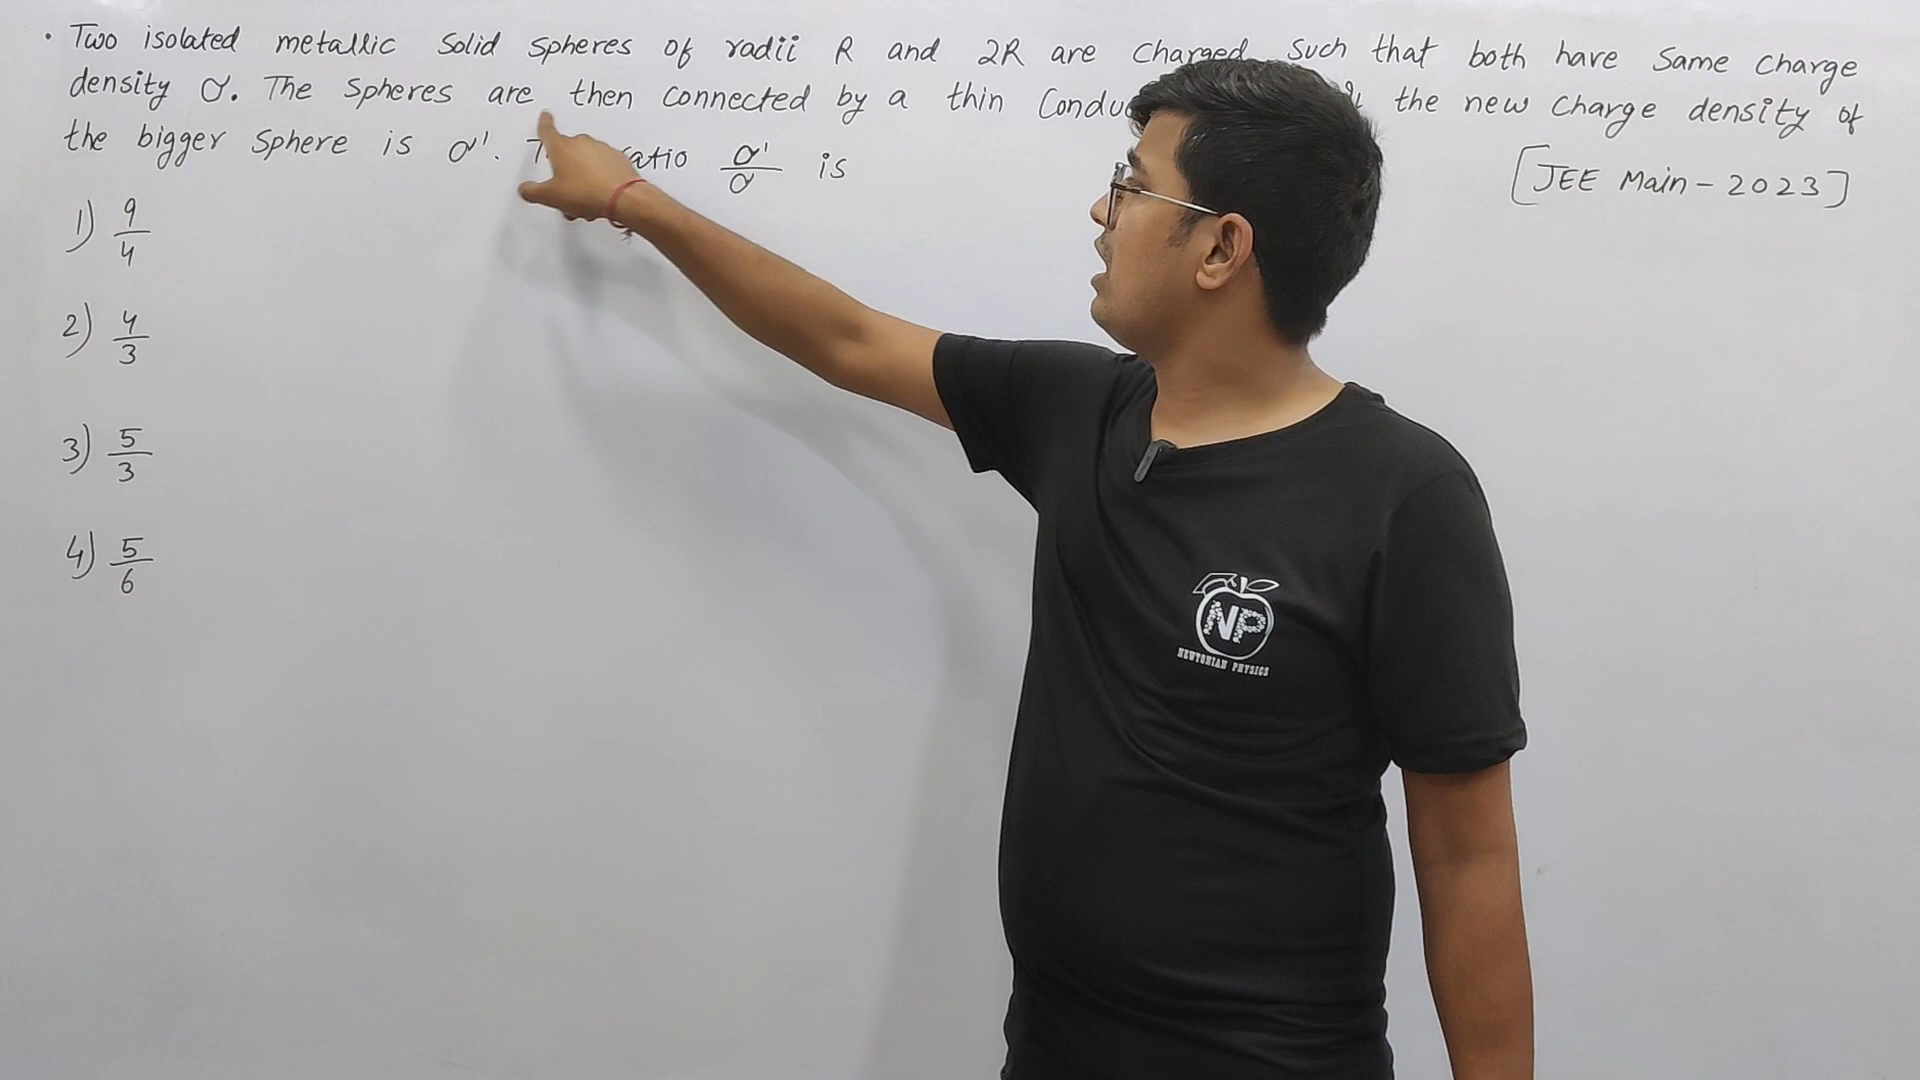 • Two isolated metallic Solid Spheres of radii R and 2R are Charged Such that both have Same Charge
density σ. The Spheres are then connected by a thin the new Charge density of
the bigger Sphere is σ'. ratio σ'/σ is
[JEE Main - 2023]
1) 9/4
2) 4/3
3) 5/3
4) 5/6
NP
NEWTONIAN PHYSICS